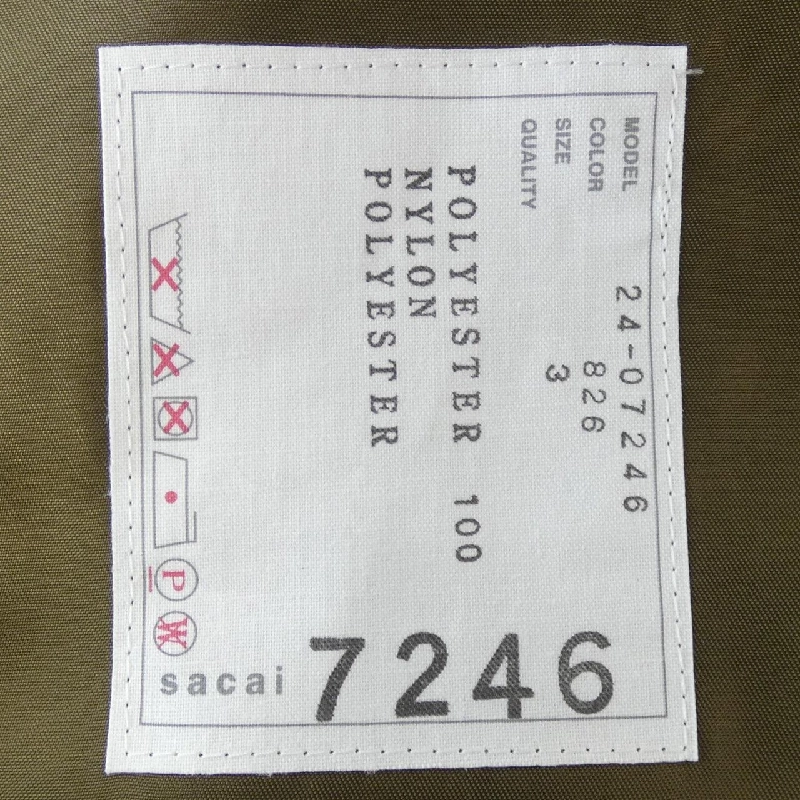 MODEL 24-07246
COLOR 826
SIZE 3
QUALITY
POLYESTER 100
NYLON
POLYESTER
P
W
sacai 7246